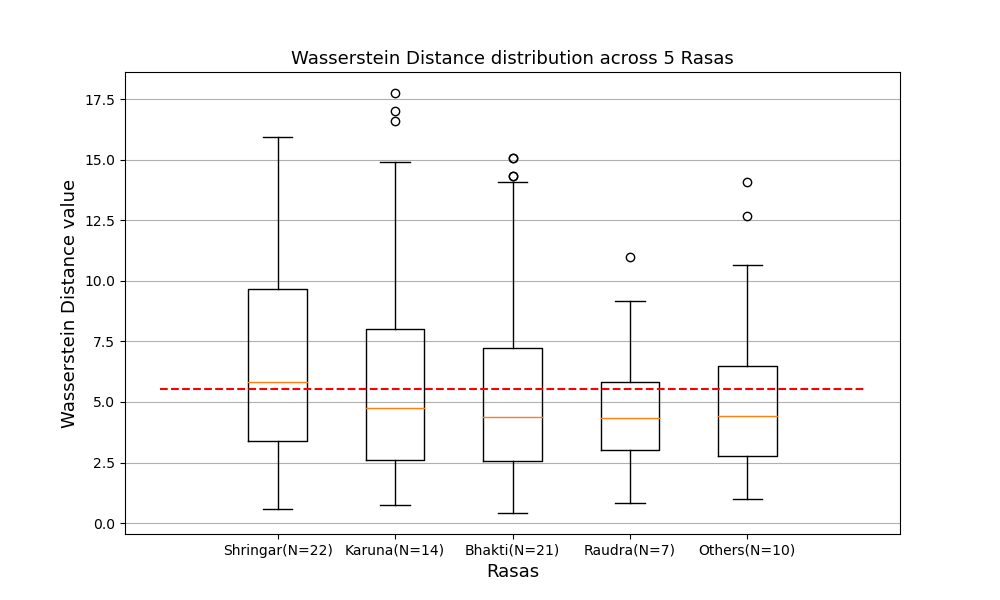 Wasserstein Distance distribution across 5 Rasas
Wasserstein Distance value
17.5
15.0
12.5
10.0
7.5
5.0
2.5
0.0
Shringar(N=22) Karuna(N=14) Bhakti(N=21) Raudra(N=7) Others(N=10)
Rasas